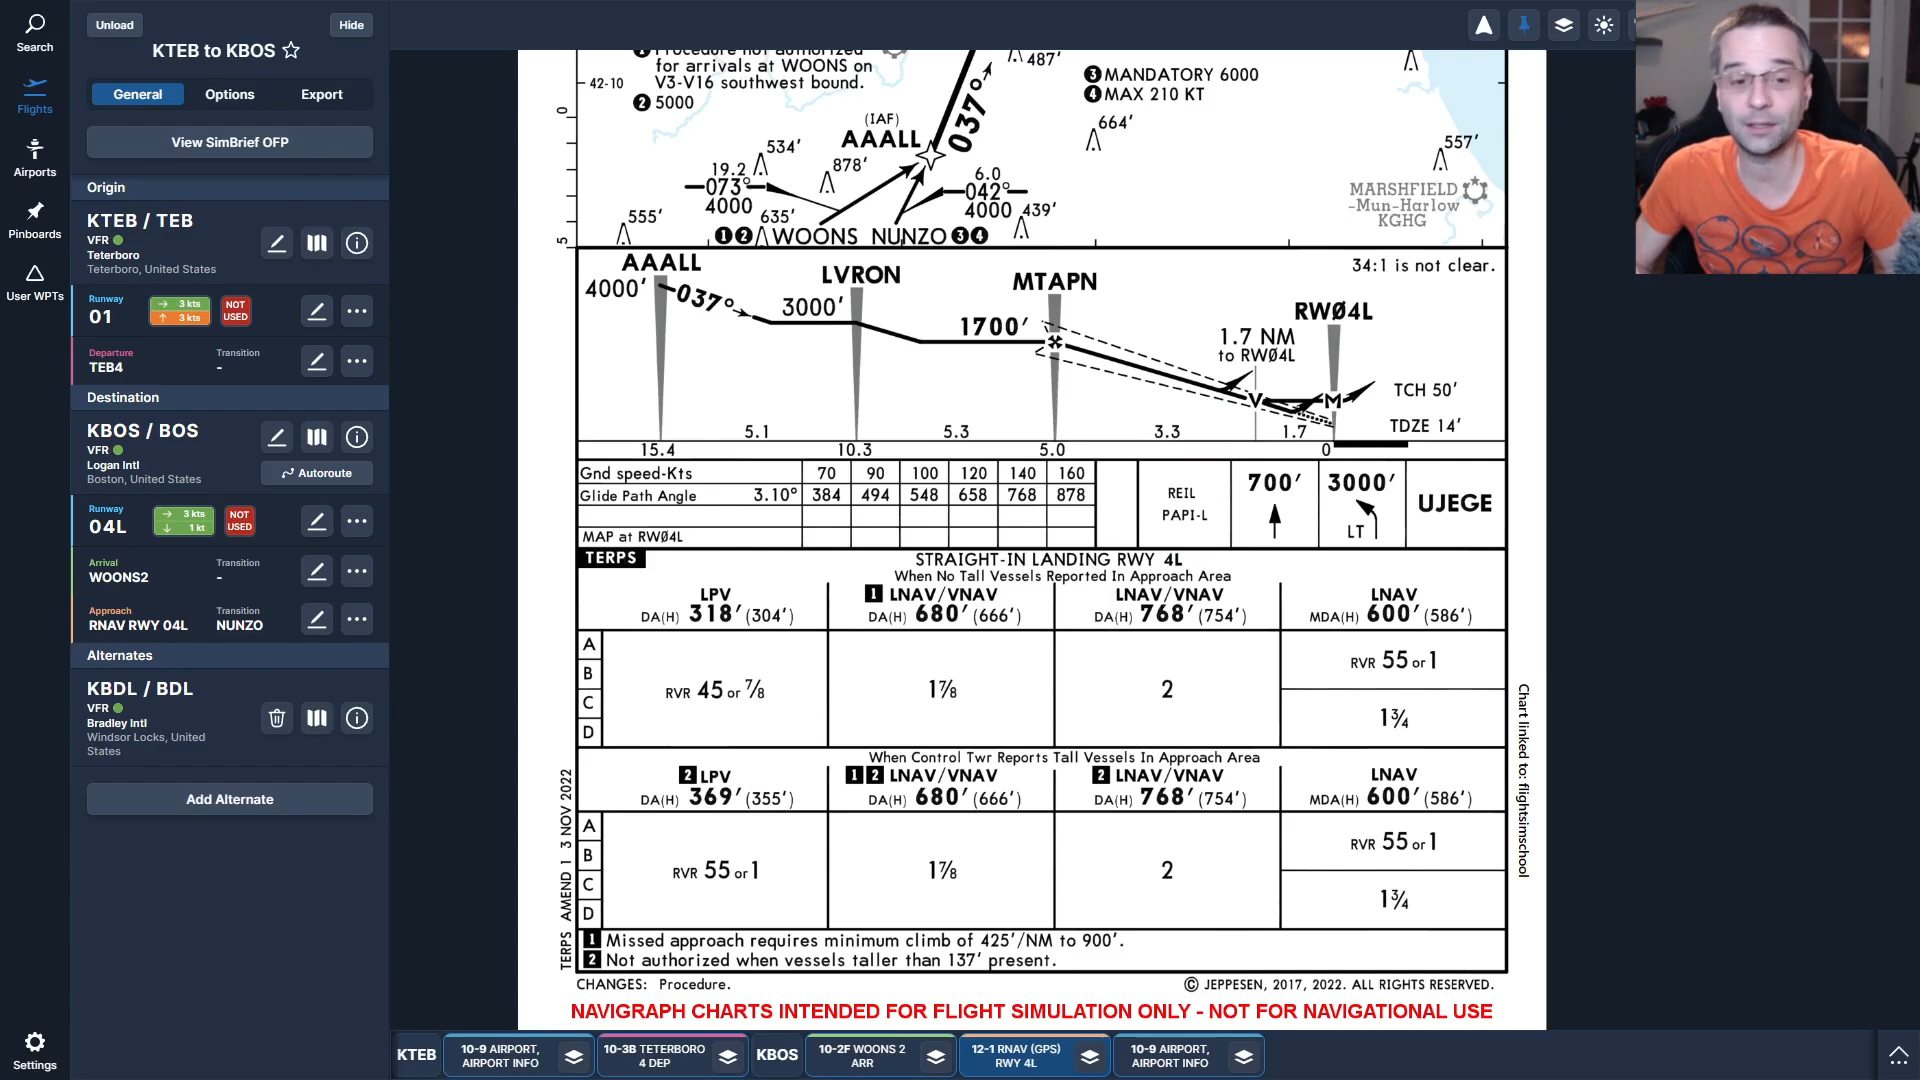 Search
Flights
Airports
Pinboards
User WPTs
Settings
Unload
Hide
KTEB to KBOS
General
Options
Export
View SimBrief OFP
Origin
KTEB / TEB
VFR
Teterboro
Teterboro, United States
Runway
01
→ 3 kts
↑ 3 kts
NOT
USED
Departure
TEB4
Transition
-
Destination
KBOS / BOS
VFR
Logan Intl
Boston, United States
Autoroute
Runway
04L
→ 3 kts
↓ 1 kt
NOT
USED
Arrival
WOONS2
Transition
-
Approach
RNAV RWY 04L
Transition
NUNZO
Alternates
KBDL / BDL
VFR
Bradley Intl
Windsor Locks, United
States
Add Alternate
1 Procedure not authorized
for arrivals at WOONS on
V3-V16 southwest bound.
2 5000
42-10
0
5
487'
3 MANDATORY 6000
4 MAX 210 KT
037°
(IAF)
AAALL
534'
878'
664'
557'
19.2
073°
4000
6.0
042°
4000
439'
555'
635'
MARSHFIELD
-Mun-Harlow
KGHG
1 2 WOONS NUNZO 3 4
AAALL
4000'
037°
3000'
LVRON
1700'
MTAPN
34:1 is not clear.
RWØ4L
1.7 NM
to RWØ4L
V
M
TCH 50'
TDZE 14'
5.1
5.3
3.3
1.7
15.4
10.3
5.0
0
Gnd speed-Kts 70 90 100 120 140 160
Glide Path Angle 3.10° 384 494 548 658 768 878
MAP at RWØ4L
REIL
PAPI-L
700'
3000'
LT
UJEGE
TERPS
STRAIGHT-IN LANDING RWY 4L
When No Tall Vessels Reported In Approach Area
LPV
DA(H) 318' (304')
1 LNAV/VNAV
DA(H) 680' (666')
LNAV/VNAV
DA(H) 768' (754')
LNAV
MDA(H) 600' (586')
A
B
C
D
RVR 45 or 7/8
1 7/8
2
RVR 55 or 1
1 3/4
When Control Twr Reports Tall Vessels In Approach Area
2 LPV
DA(H) 369' (355')
1 2 LNAV/VNAV
DA(H) 680' (666')
2 LNAV/VNAV
DA(H) 768' (754')
LNAV
MDA(H) 600' (586')
A
B
C
D
RVR 55 or 1
1 7/8
2
RVR 55 or 1
1 3/4
1 Missed approach requires minimum climb of 425'/NM to 900'.
2 Not authorized when vessels taller than 137' present.
TERPS AMEND 1 3 NOV 2022
Chart linked to: flightsimschool
CHANGES: Procedure.
© JEPPESEN, 2017, 2022. ALL RIGHTS RESERVED.
NAVIGRAPH CHARTS INTENDED FOR FLIGHT SIMULATION ONLY - NOT FOR NAVIGATIONAL USE
KTEB
10-9 AIRPORT,
AIRPORT INFO
10-3B TETERBORO
4 DEP
KBOS
10-2F WOONS 2
ARR
12-1 RNAV (GPS)
RWY 4L
10-9 AIRPORT,
AIRPORT INFO